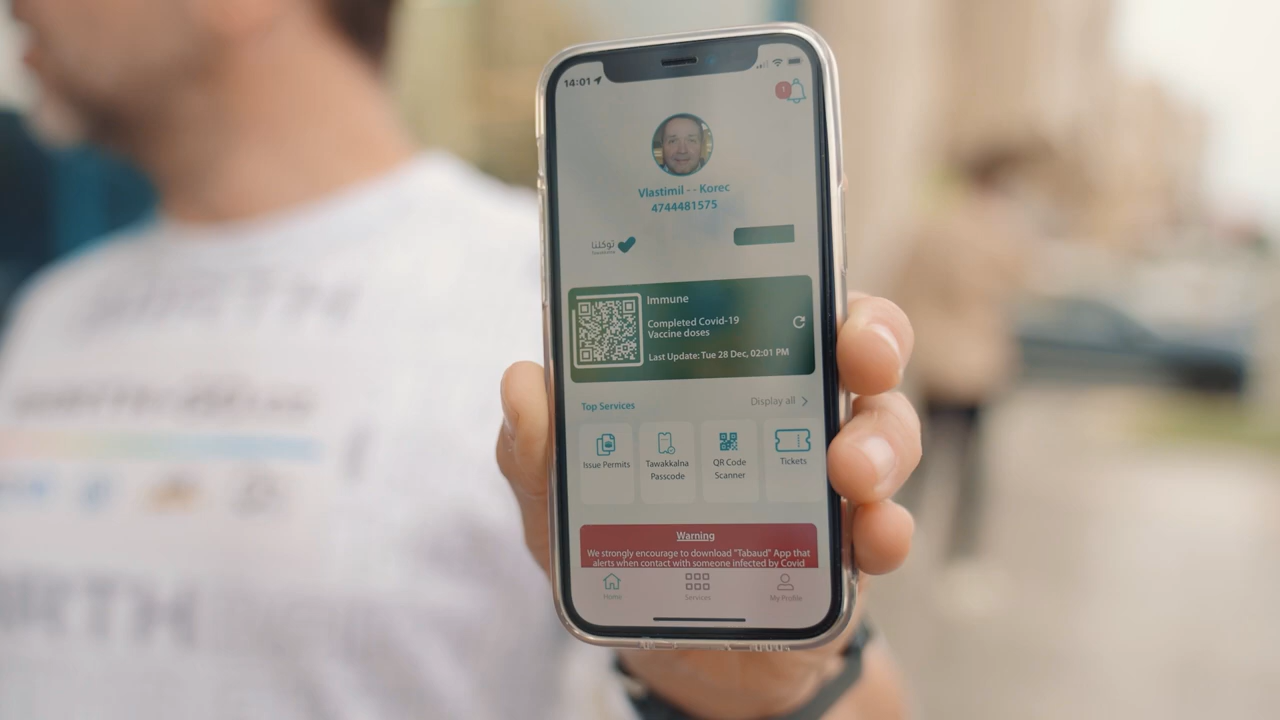 14:01
1
Vlastimil - - Korec
4744481575
توكلنا
Tawakkalna
Immune
Completed Covid-19
Vaccine doses
Last Update: Tue 28 Dec, 02:01 PM
Top Services
Display all
Issue Permits
Tawakkalna
Passcode
QR Code
Scanner
Tickets
Warning
We strongly encourage to download "Tabaud" App that
alerts when contact with someone infected by Covid
Home
Services
My Profile